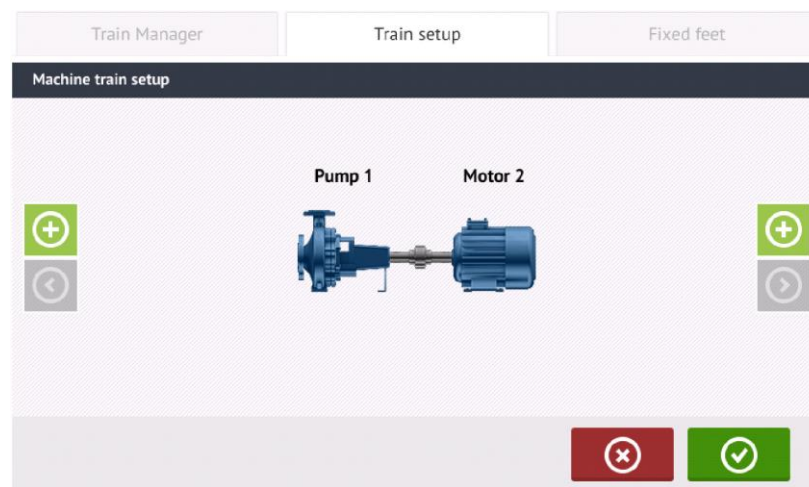 Train Manager
Train setup
Fixed feet
Machine train setup
Pump 1
Motor 2